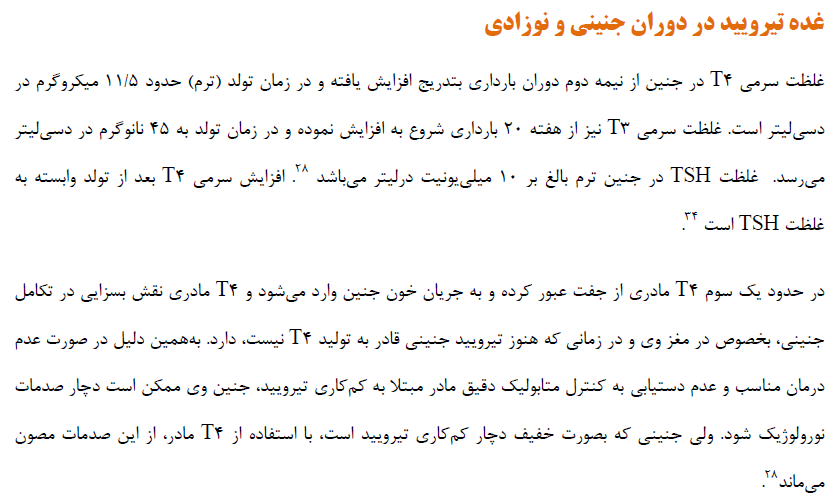 غده تیرویید در دوران جنینی و نوزادی
غلظت سرمی T۴ در جنین از نیمه دوم دوران بارداری بتدریج افزایش یافته و در زمان تولد (ترم) حدود ۱۱/۵ میکروگرم در
دسی‌لیتر است. غلظت سرمی T۳ نیز از هفته ۲۰ بارداری شروع به افزایش نموده و در زمان تولد به ۴۵ نانوگرم در دسی‌لیتر
می‌رسد. غلظت TSH در جنین ترم بالغ بر ۱۰ میلی‌یونیت درلیتر می‌باشد ۲۸. افزایش سرمی T۴ بعد از تولد وابسته به
غلظت TSH است ۳۴.
در حدود یک سوم T۴ مادری از جفت عبور کرده و به جریان خون جنین وارد می‌شود و T۴ مادری نقش بسزایی در تکامل
جنینی، بخصوص در مغز وی و در زمانی که هنوز تیرویید جنینی قادر به تولید T۴ نیست، دارد. به‌همین دلیل در صورت عدم
درمان مناسب و عدم دستیابی به کنترل متابولیک دقیق مادر مبتلا به کم‌کاری تیرویید، جنین وی ممکن است دچار صدمات
نورولوژیک شود. ولی جنینی که بصورت خفیف دچار کم‌کاری تیرویید است، با استفاده از T۴ مادر، از این صدمات مصون
می‌ماند۲۸.